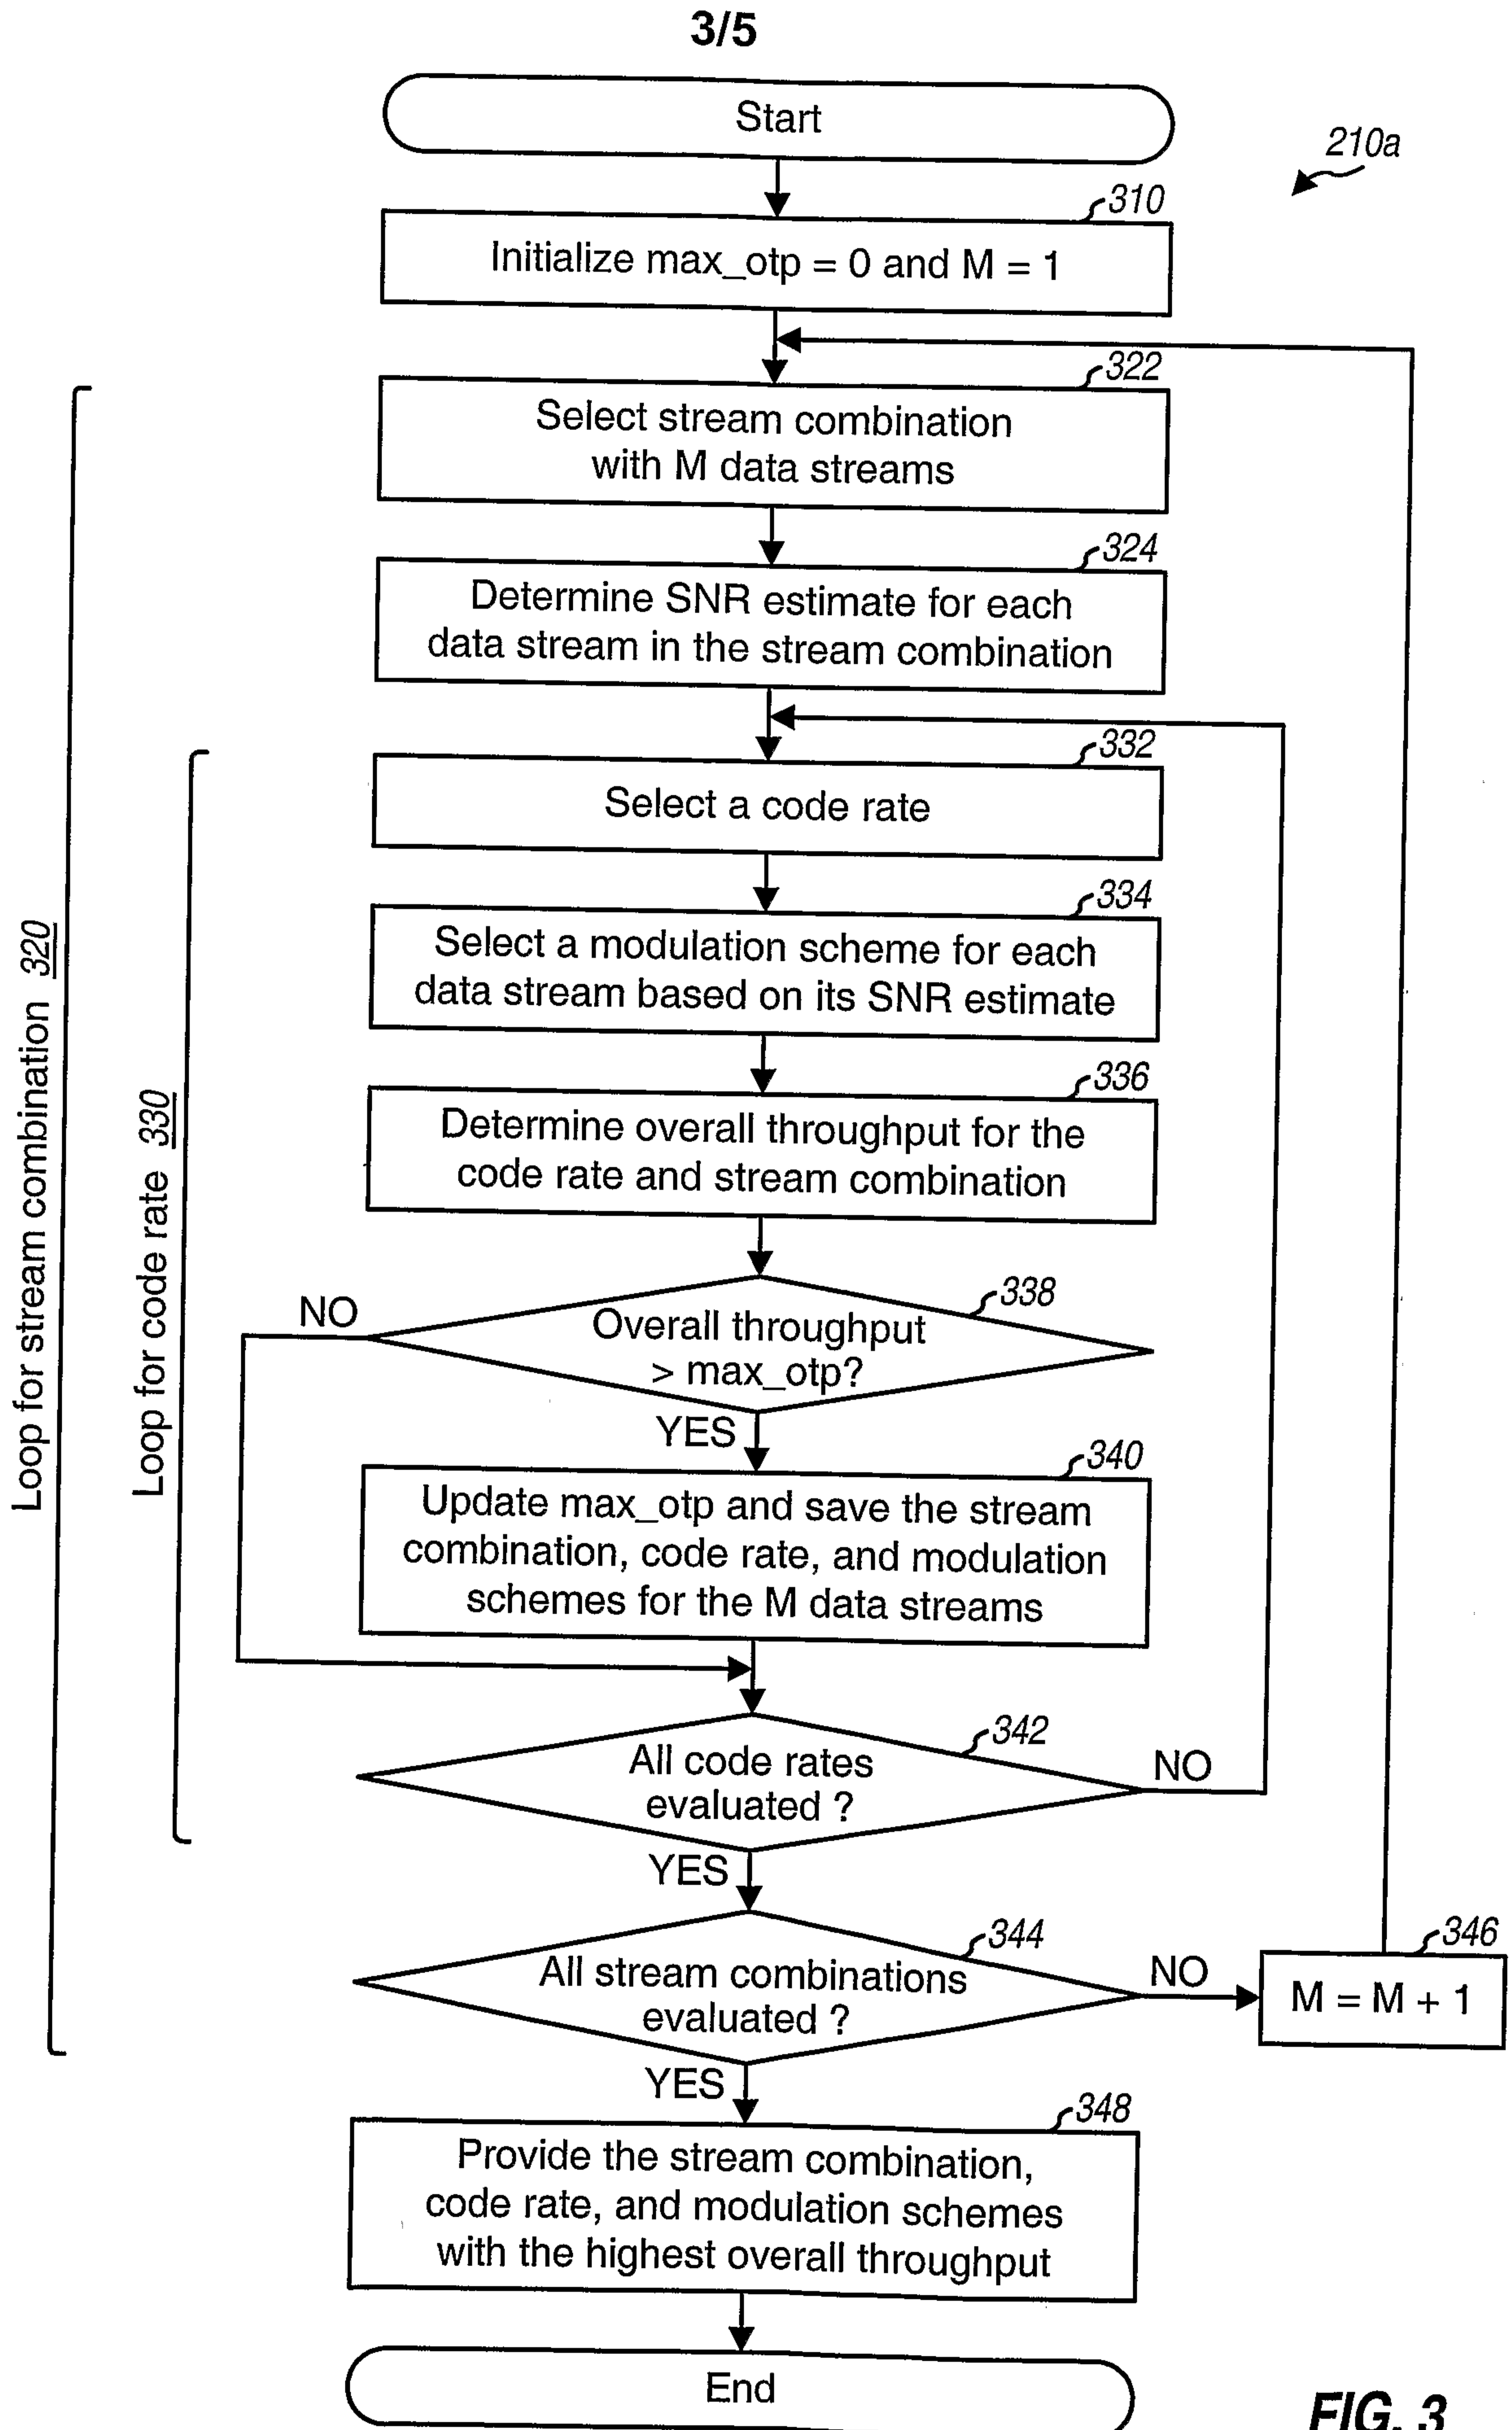 3/5
Start
210a
310
Initialize max_otp = 0 and M = 1
322
Select stream combination
with M data streams
324
Determine SNR estimate for each
data stream in the stream combination
332
Select a code rate
334
Select a modulation scheme for each
data stream based on its SNR estimate
336
Determine overall throughput for the
code rate and stream combination
338
NO
Overall throughput
> max_otp?
YES
340
Update max_otp and save the stream
combination, code rate, and modulation
schemes for the M data streams
342
All code rates
evaluated ?
NO
YES
344
All stream combinations
evaluated ?
NO
346
M = M + 1
YES
348
Provide the stream combination,
code rate, and modulation schemes
with the highest overall throughput
End
Loop for stream combination 320
Loop for code rate 330
FIG. 3